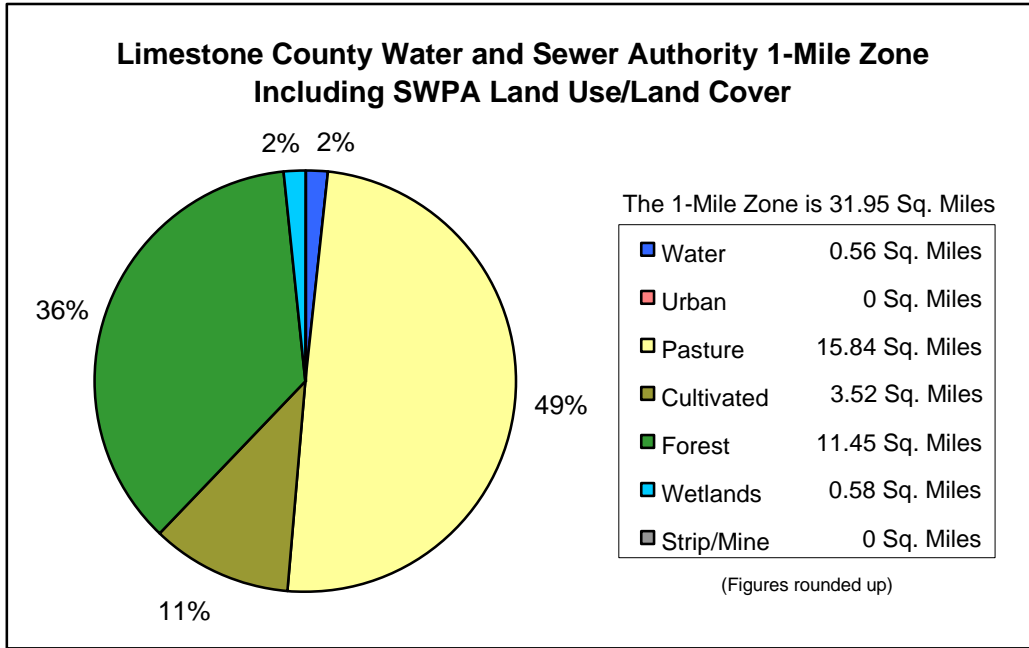 Limestone County Water and Sewer Authority 1-Mile Zone
Including SWPA Land Use/Land Cover
2% 2%
36%
49%
11%
The 1-Mile Zone is 31.95 Sq. Miles
Water 0.56 Sq. Miles
Urban 0 Sq. Miles
Pasture 15.84 Sq. Miles
Cultivated 3.52 Sq. Miles
Forest 11.45 Sq. Miles
Wetlands 0.58 Sq. Miles
Strip/Mine 0 Sq. Miles
(Figures rounded up)